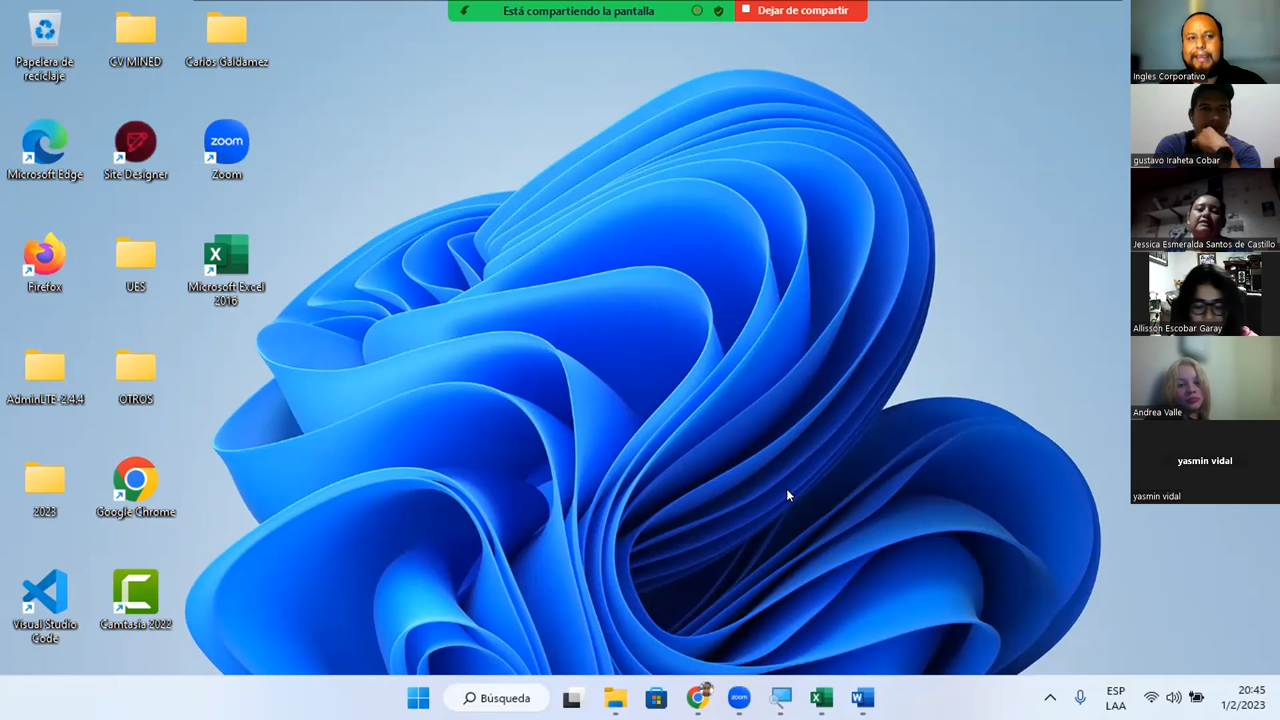 Está compartiendo la pantalla
Dejar de compartir
Papelera de
reciclaje
CV MINED
Carlos Galdamez
Microsoft Edge
Site Designer
zoom
Zoom
Firefox
UES
Microsoft Excel
2016
AdminLTE-2.4.4
OTROS
2023
Google Chrome
Visual Studio
Code
Camtasia 2022
Ingles Corporativo
gustavo Iraheta Cobar
Jessica Esmeralda Santos de Castillo
Allisson Escobar Garay
Andrea Valle
yasmin vidal
yasmin vidal
Búsqueda
zoom
ESP
LAA
20:45
1/2/2023